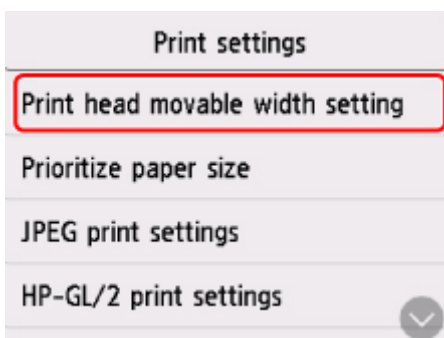 Print settings
Print head movable width setting
Prioritize paper size
JPEG print settings
HP-GL/2 print settings